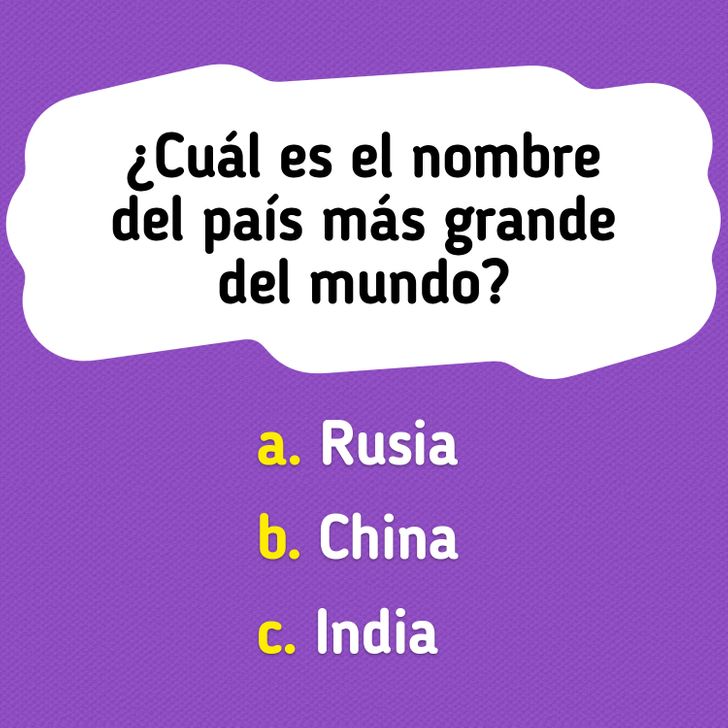 ¿Cuál es el nombre
del país más grande
del mundo?
a. Rusia
b. China
c. India